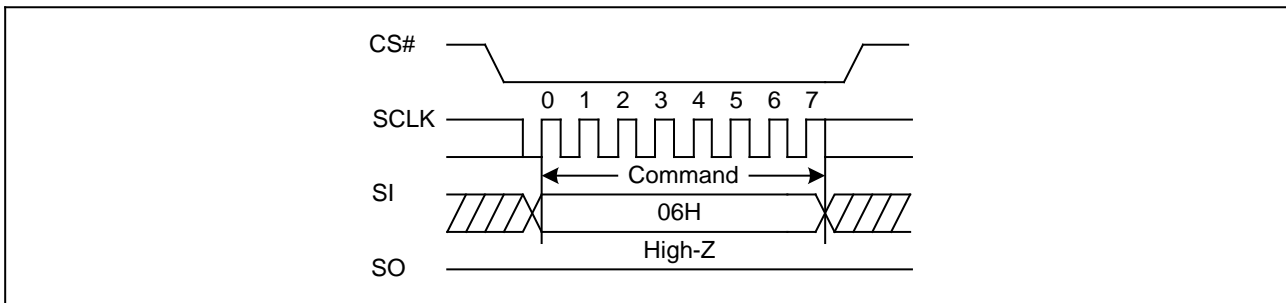 CS#
0 1 2 3 4 5 6 7
SCLK
Command
SI
06H
High-Z
SO